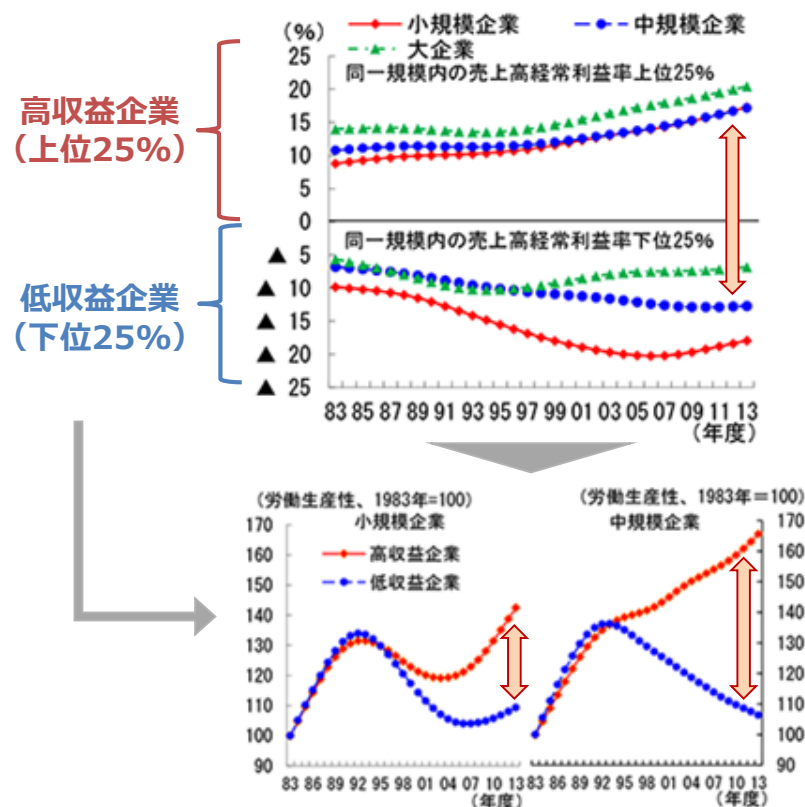 (%)
小規模企業
中規模企業
大企業
高収益企業
（上位25%）
低収益企業
（下位25%）
同一規模内の売上高経常利益率上位25%
25
20
15
10
5
0
同一規模内の売上高経常利益率下位25%
▲ 5
▲ 10
▲ 15
▲ 20
▲ 25
83 85 87 89 91 93 95 97 99 01 03 05 07 09 11 13
（年度）
（労働生産性、1983年=100）
小規模企業
高収益企業
低収益企業
170
160
150
140
130
120
110
100
90
83 86 89 92 95 98 01 04 07 10 13
（年度）
（労働生産性、1983年＝100）
中規模企業
170
160
150
140
130
120
110
100
90
83 86 89 92 95 98 01 04 07 10 13
（年度）